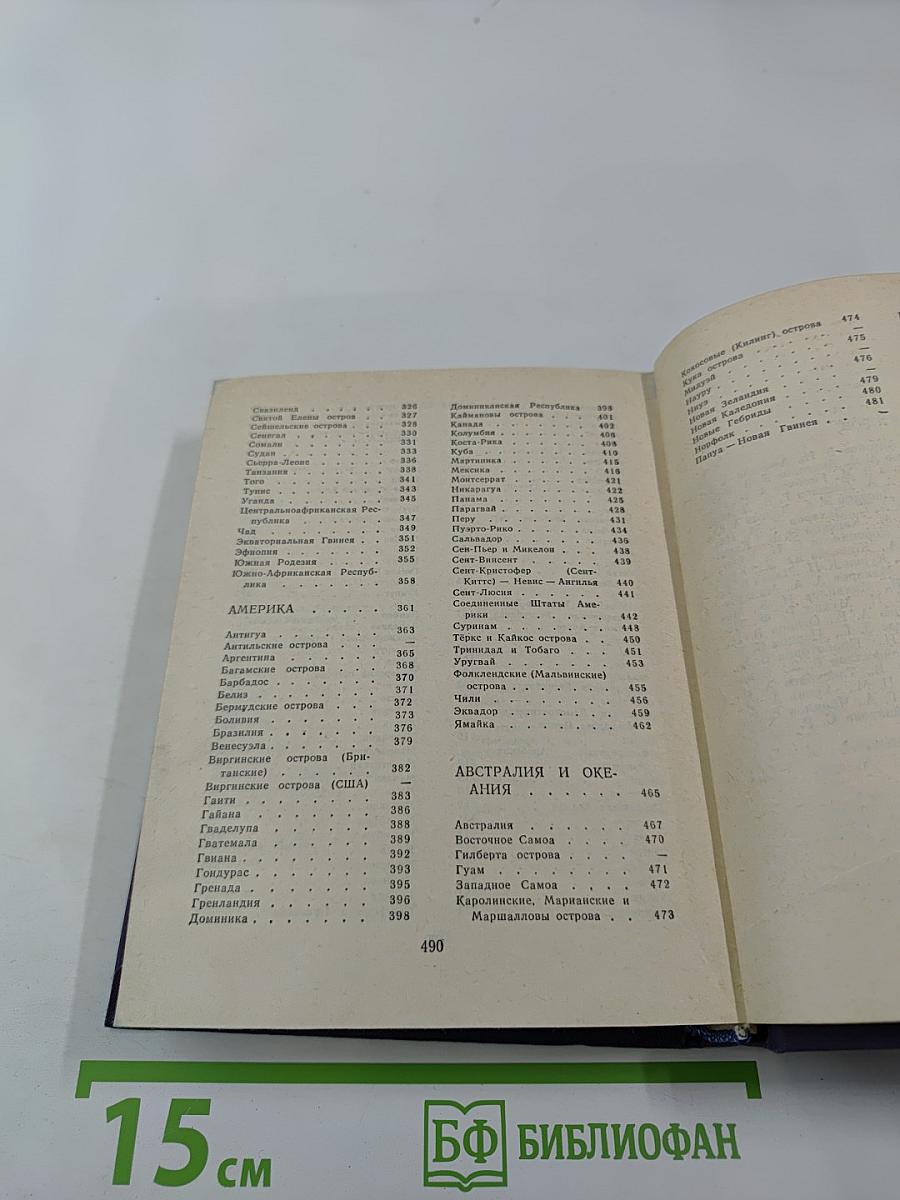 Свазиленд . . . . . . 326
Святой Елены остров . . 327
Сейшельские острова . . . 328
Сенегал . . . . . . . 330
Сомали . . . . . . . 331
Судан . . . . . . . 333
Сьерра-Леоне . . . . . 336
Танзания . . . . . . 338
Того . . . . . . . . 341
Тунис . . . . . . . 343
Уганда . . . . . . . 345
Центральноафриканская Рес-
публика . . . . . . 347
Чад . . . . . . . . 349
Экваториальная Гвинея . . 351
Эфиопия . . . . . . 352
Южная Родезия . . . . 355
Южно-Африканская Респуб-
лика . . . . . . . 358
АМЕРИКА . . . . . 361
Антигуа . . . . . . . 363
Антильские острова . . . —
Аргентина . . . . . . 365
Багамские острова . . . 368
Барбадос . . . . . . . 370
Белиз . . . . . . . . 371
Бермудские острова . . . 372
Боливия . . . . . . . 373
Бразилия . . . . . . . 376
Венесуэла . . . . . . . 379
Виргинские острова (Бри-
танские) . . . . . . 382
Виргинские острова (США) —
Гаити . . . . . . . . 383
Гайана . . . . . . . 386
Гваделупа . . . . . . 388
Гватемала . . . . . . 389
Гвиана . . . . . . . . 392
Гондурас . . . . . . . 393
Гренада . . . . . . . 395
Гренландия . . . . . . 396
Доминика . . . . . . . 398
Доминиканская Республика 398
Каймановы острова . . . 401
Канада . . . . . . . 402
Колумбия . . . . . . 406
Коста-Рика . . . . . . 408
Куба . . . . . . . . 410
Мартиника . . . . . . 415
Мексика . . . . . . . 416
Монтсеррат . . . . . . 421
Никарагуа . . . . . . 422
Панама . . . . . . . 425
Парагвай . . . . . . . 428
Перу . . . . . . . . 431
Пуэрто-Рико . . . . . . 434
Сальвадор . . . . . . 436
Сен-Пьер и Микелон . . . 438
Сент-Винсент . . . . . 439
Сент-Кристофер (Сент-
Киттс) — Невис — Ангилья 440
Сент-Люсия . . . . . . 441
Соединенные Штаты Аме-
рики . . . . . . . 442
Суринам . . . . . . . 448
Тёркс и Кайкос острова . . 450
Тринидад и Тобаго . . . 451
Уругвай . . . . . . . 453
Фолклендские (Мальвинские)
острова . . . . . . . 455
Чили . . . . . . . . 456
Эквадор . . . . . . . 459
Ямайка . . . . . . . 462
АВСТРАЛИЯ И ОКЕ-
АНИЯ . . . . . . 465
Австралия . . . . . . 467
Восточное Самоа . . . . 470
Гилберта острова . . . . —
Гуам . . . . . . . . 471
Западное Самоа . . . . 472
Каролинские, Марианские и
Маршалловы острова . . 473
490
Кокосовые (Килинг) острова 474
Кука острова . . . . . —
Мидуэй . . . . . . . 475
Науру . . . . . . . —
Ниуэ . . . . . . . . 476
Новая Зеландия . . . . —
Новая Каледония . . . . 479
Новые Гебриды . . . . 480
Норфолк . . . . . . . 481
Папуа — Новая Гвинея . . . —
15 см
БФ БИБЛИОФАН